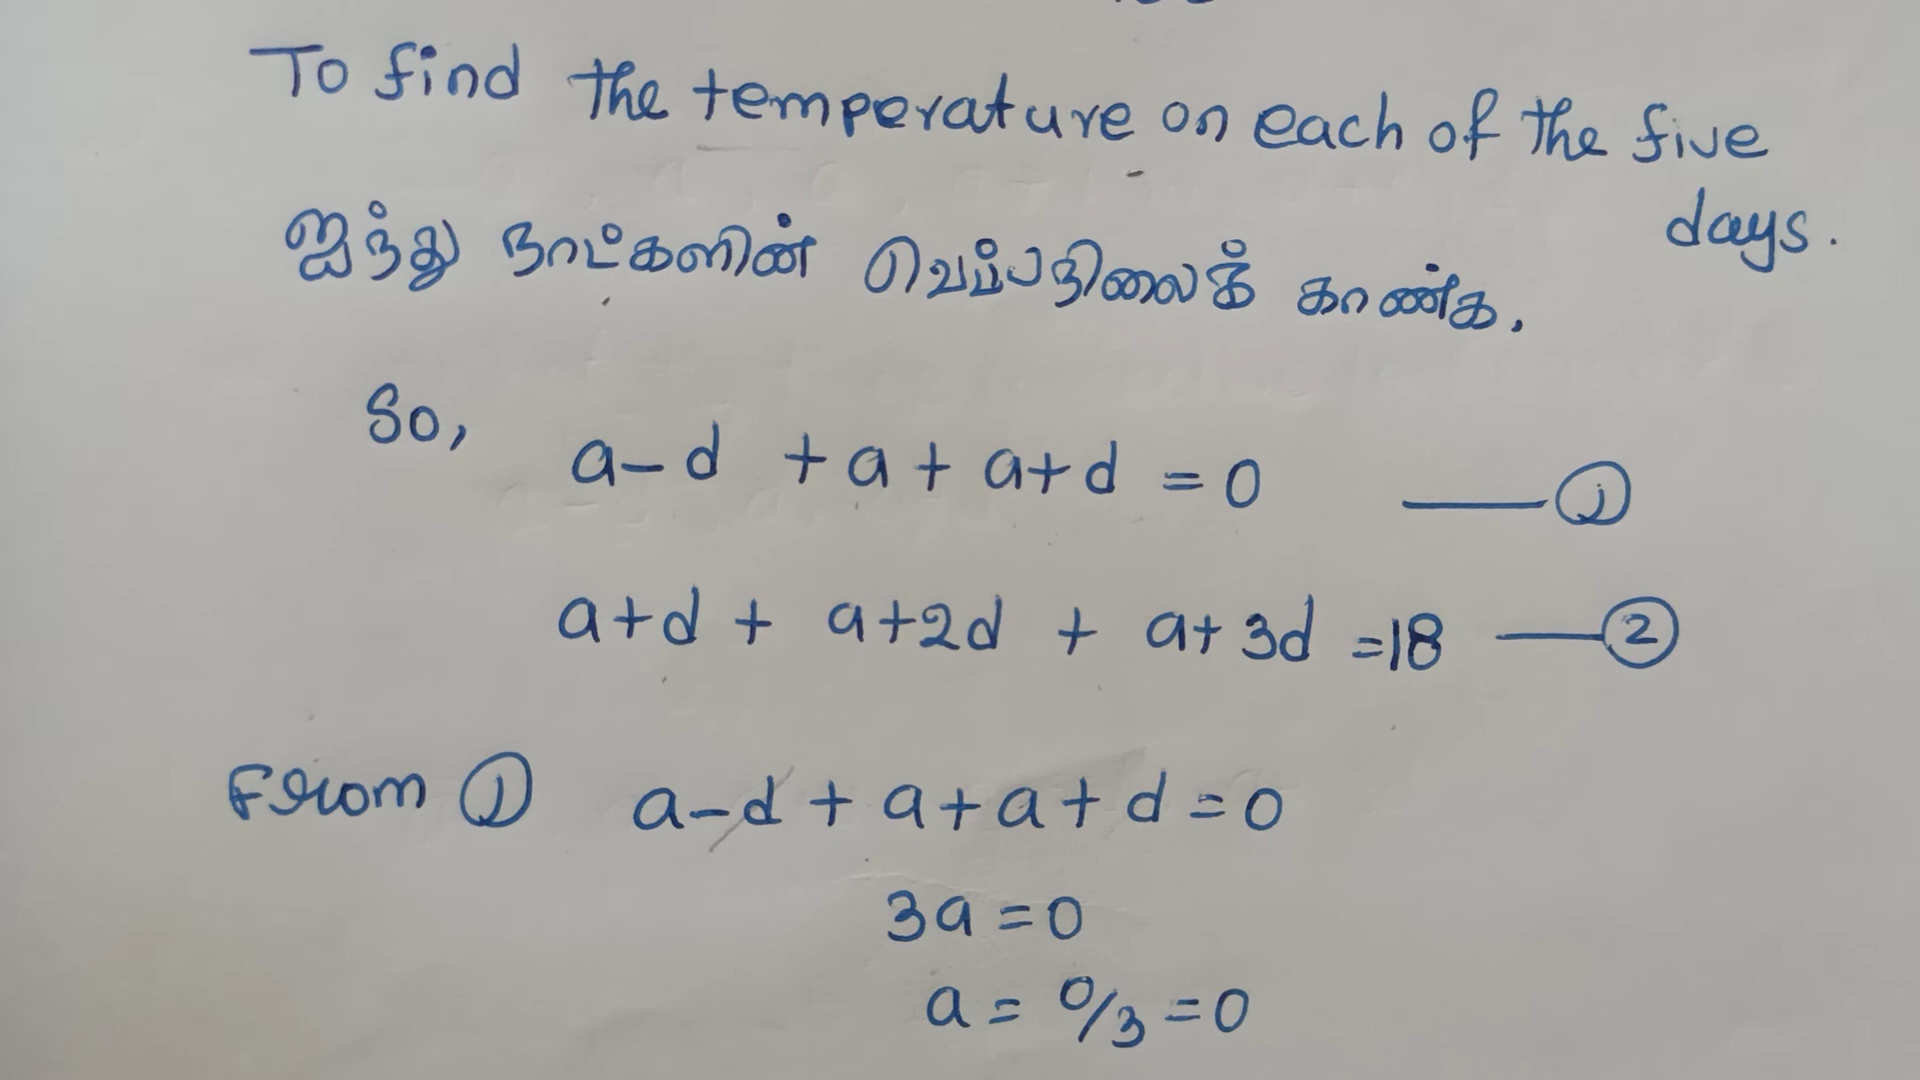 To find the temperature on each of the five
days.
ஐந்து நாட்களின் வெப்பநிலைக் காண்க.
So,
a-d + a + a+d = 0 —— ①
a+d + a+2d + a+3d =18 —— ②
From ① a-d + a+a+d=0
3a=0
a= 0/3 =0